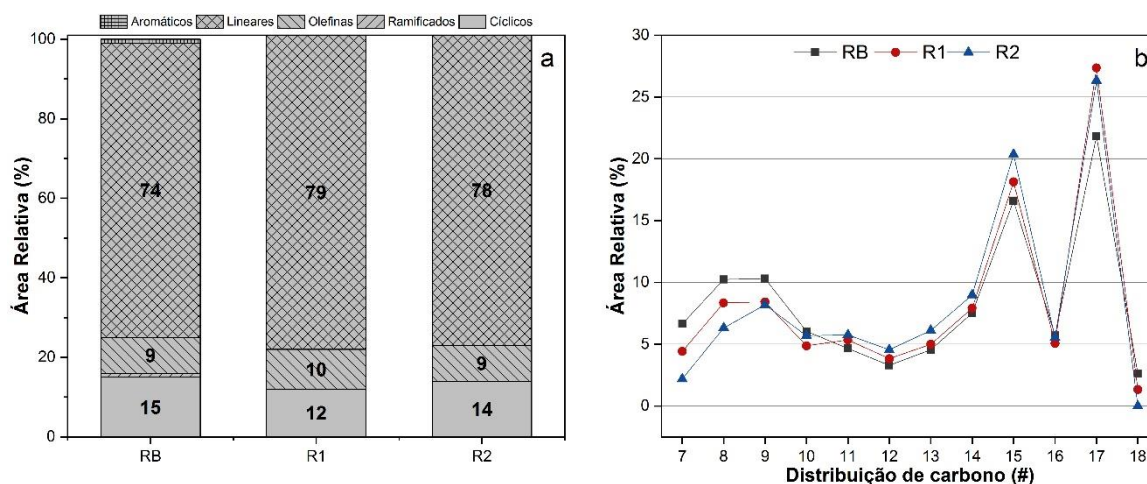 Aromáticos Lineares Olefinas Ramificados Cíclicos
a
Área Relativa (%)
100
80
60
40
20
0
74
9
15
79
10
12
78
9
14
RB R1 R2
RB R1 R2
b
Área Relativa (%)
30
25
20
15
10
5
0
7 8 9 10 11 12 13 14 15 16 17 18
Distribuição de carbono (#)